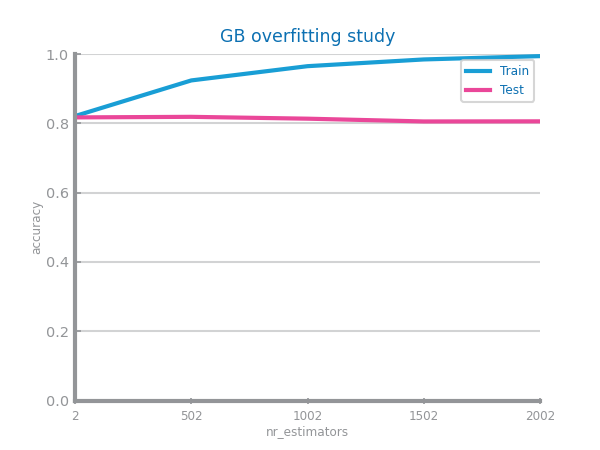 GB overfitting study
1.0
0.8
0.6
0.4
0.2
0.0
accuracy
Train
Test
2 502 1002 1502 2002
nr_estimators